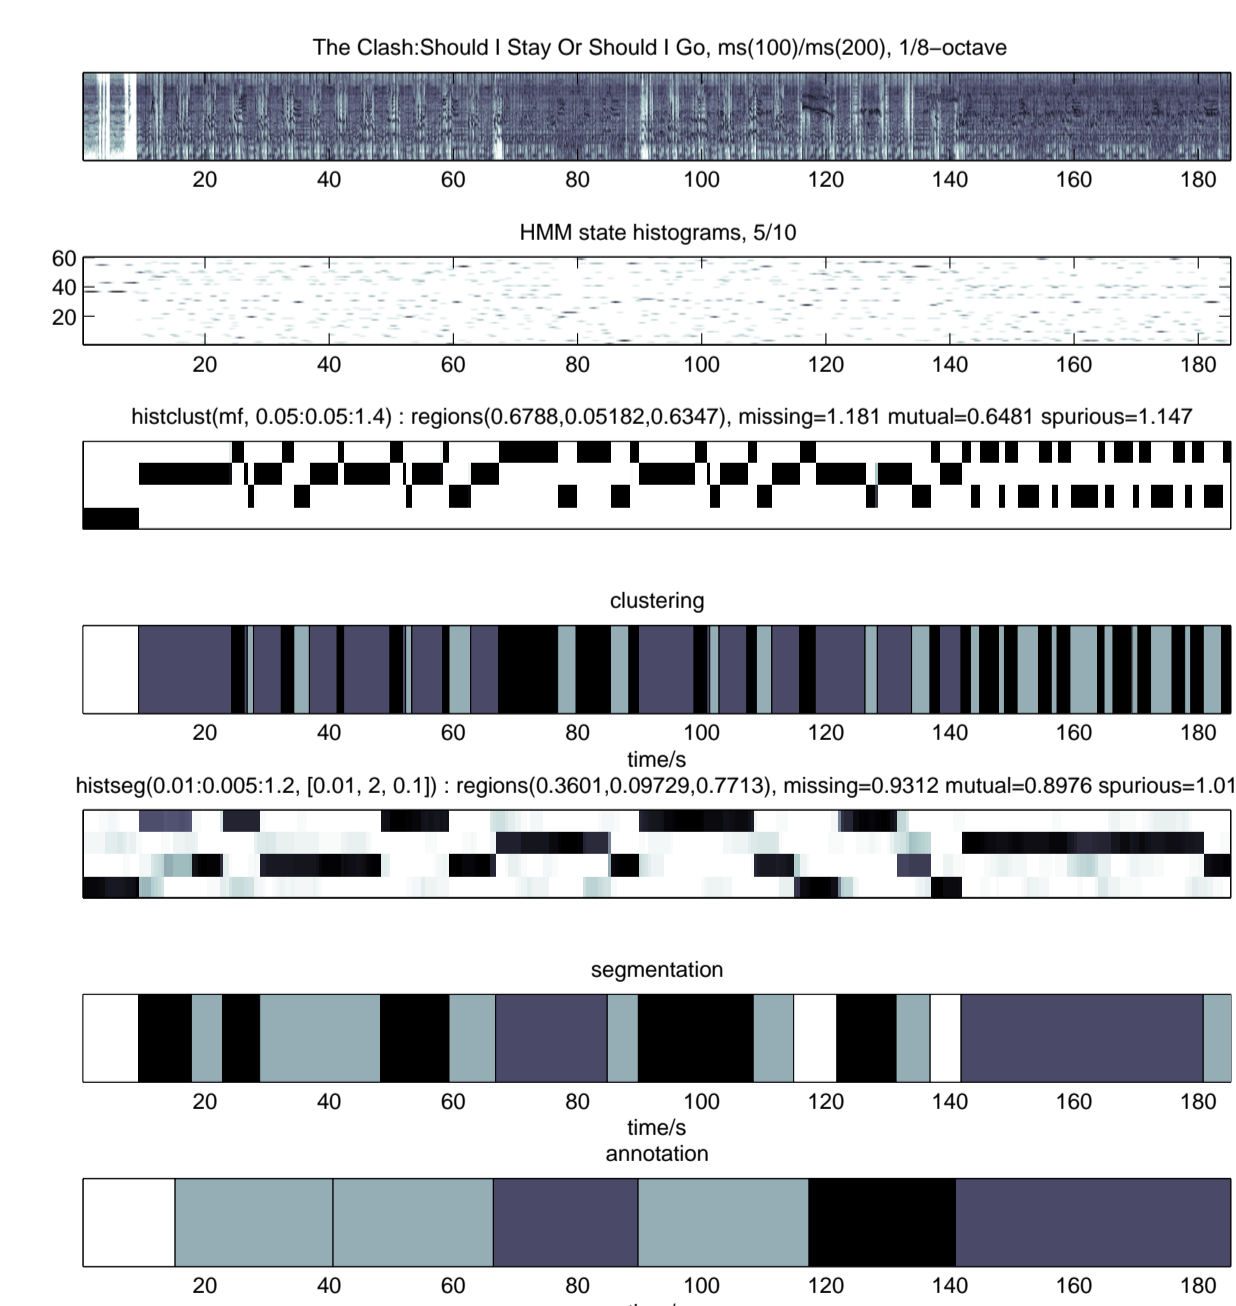 The Clash:Should I Stay Or Should I Go, ms(100)/ms(200), 1/8−octave
20 40 60 80 100 120 140 160 180
HMM state histograms, 5/10
60
40
20
20 40 60 80 100 120 140 160 180
histclust(mf, 0.05:0.05:1.4) : regions(0.6788,0.05182,0.6347), missing=1.181 mutual=0.6481 spurious=1.147
clustering
20 40 60 80 100 120 140 160 180
time/s
histseg(0.01:0.005:1.2, [0.01, 2, 0.1]) : regions(0.3601,0.09729,0.7713), missing=0.9312 mutual=0.8976 spurious=1.01
segmentation
20 40 60 80 100 120 140 160 180
time/s
annotation
20 40 60 80 100 120 140 160 180